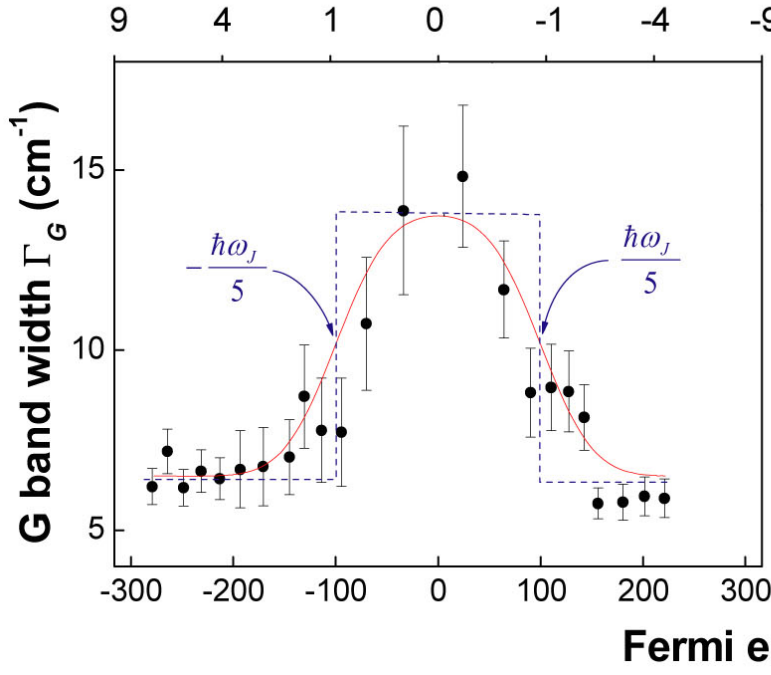 9 4 1 0 -1 -4 -9
G band width Γ_G (cm⁻¹)
15
10
5
-ħω_J/5
ħω_J/5
-300 -200 -100 0 100 200 300
Fermi e